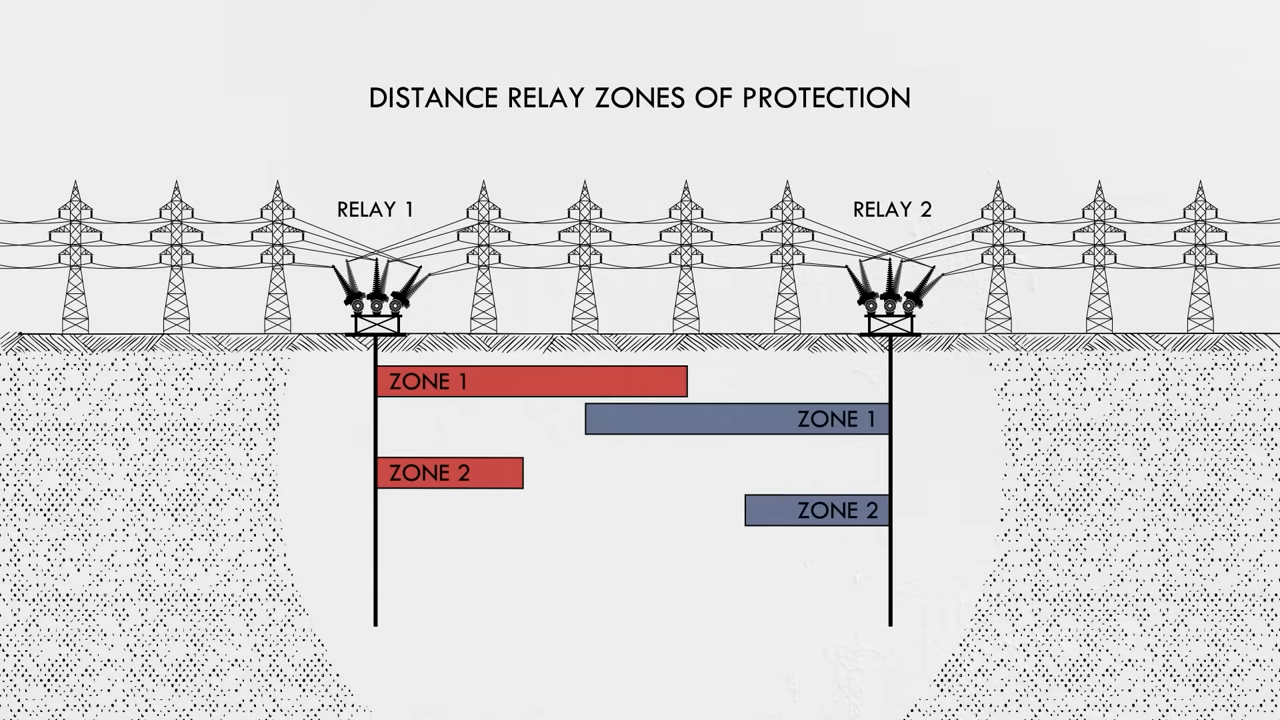 DISTANCE RELAY ZONES OF PROTECTION
RELAY 1
RELAY 2
ZONE 1
ZONE 1
ZONE 2
ZONE 2